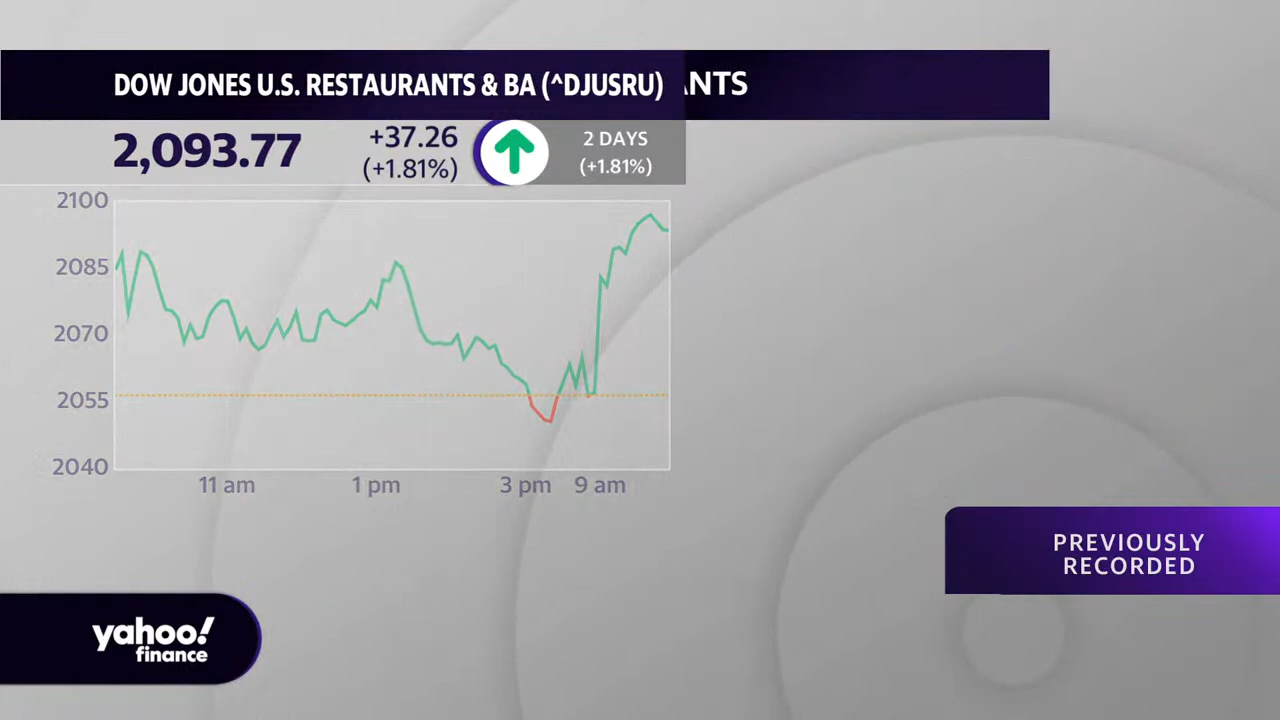 DOW JONES U.S. RESTAURANTS & BA (^DJUSRU)
ANTS
2,093.77
+37.26
(+1.81%)
2 DAYS
(+1.81%)
2100
2085
2070
2055
2040
11 am
1 pm
3 pm
9 am
PREVIOUSLY
RECORDED
yahoo!
finance